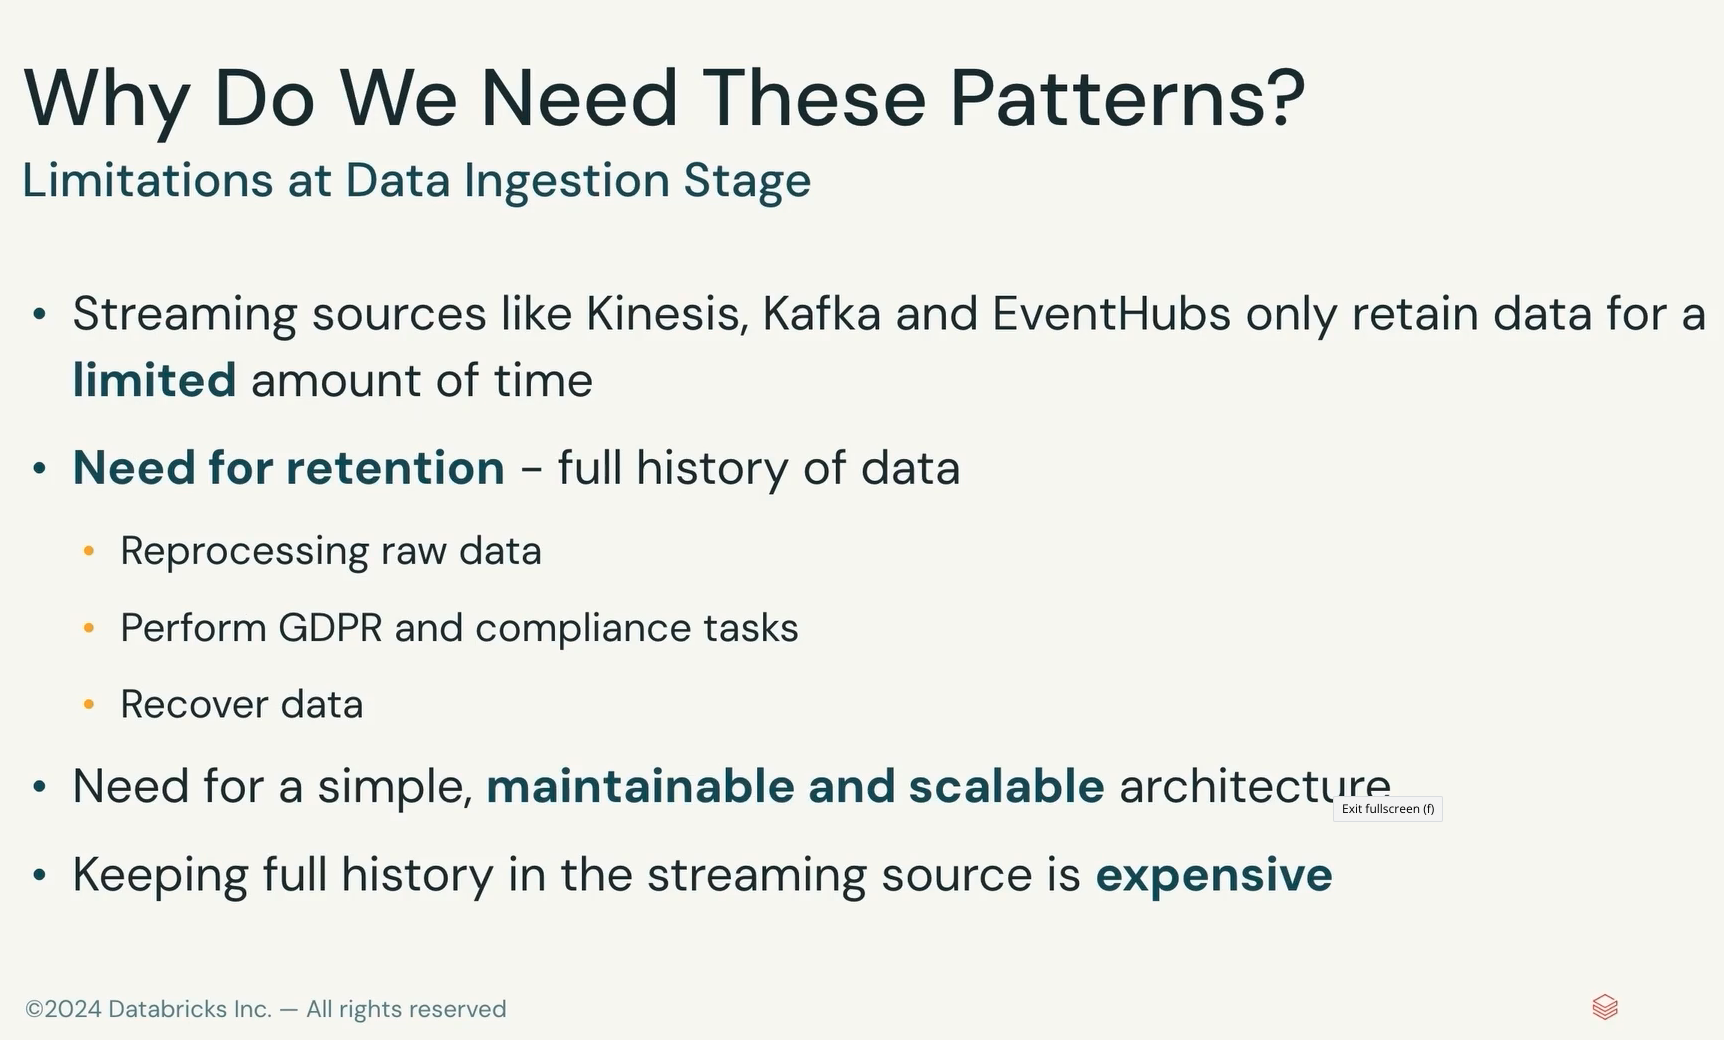 Why Do We Need These Patterns?
Limitations at Data Ingestion Stage
• Streaming sources like Kinesis, Kafka and EventHubs only retain data for a
limited amount of time
• Need for retention – full history of data
• Reprocessing raw data
• Perform GDPR and compliance tasks
• Recover data
• Need for a simple, maintainable and scalable architecture
Exit fullscreen (f)
• Keeping full history in the streaming source is expensive
©2024 Databricks Inc. — All rights reserved